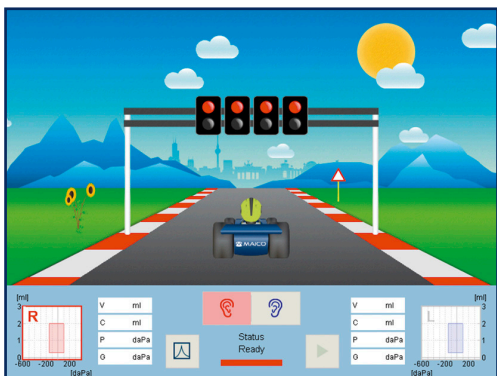 MAICO
[ml]
3
R
2
1
0
-600 -200 200
[daPa]
V ml
C ml
P daPa
G daPa
Status
Ready
V ml
C ml
P daPa
G daPa
[ml]
3
L
2
1
0
-600 -200 200
[daPa]